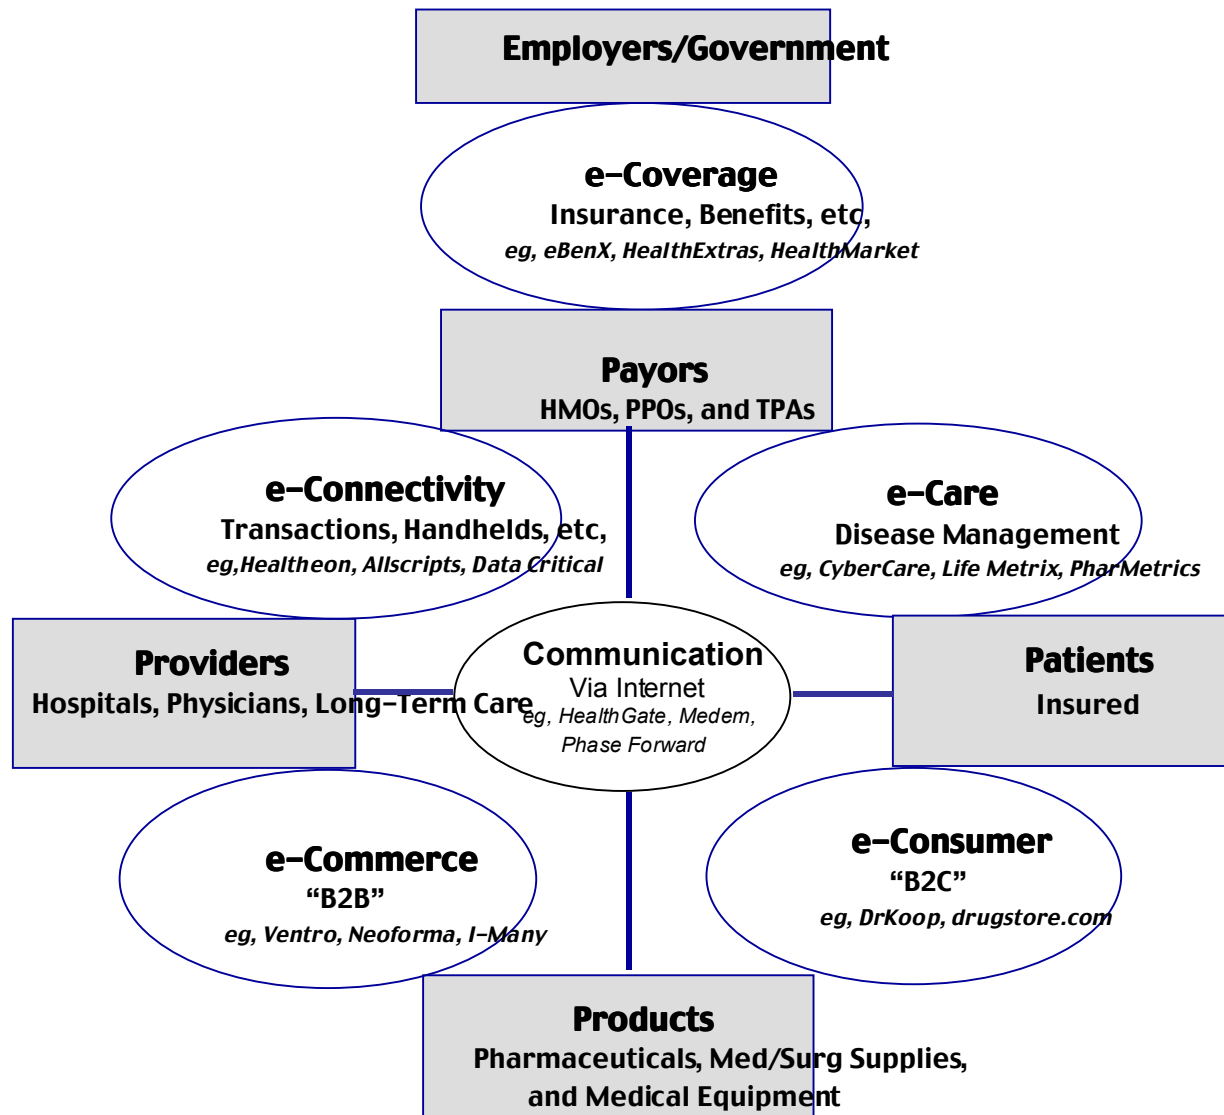 Employers/Government
e-Coverage
Insurance, Benefits, etc,
eg, eBenX, HealthExtras, HealthMarket
Payors
HMOs, PPOs, and TPAs
e-Connectivity
Transactions, Handhelds, etc,
eg,Healtheon, Allscripts, Data Critical
e-Care
Disease Management
eg, CyberCare, Life Metrix, PharMetrics
Providers
Hospitals, Physicians, Long-Term Care
Communication
Via Internet
eg, HealthGate, Medem,
Phase Forward
Patients
Insured
e-Commerce
“B2B”
eg, Ventro, Neoforma, I-Many
e-Consumer
“B2C”
eg, DrKoop, drugstore.com
Products
Pharmaceuticals, Med/Surg Supplies,
and Medical Equipment